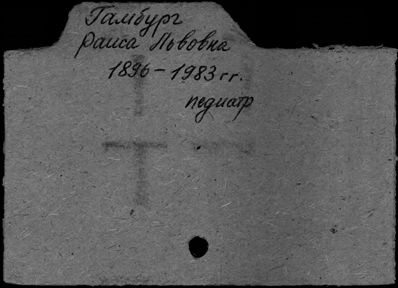 Гамбург
Раиса Львовна
1896-1983 гг.
педиатр